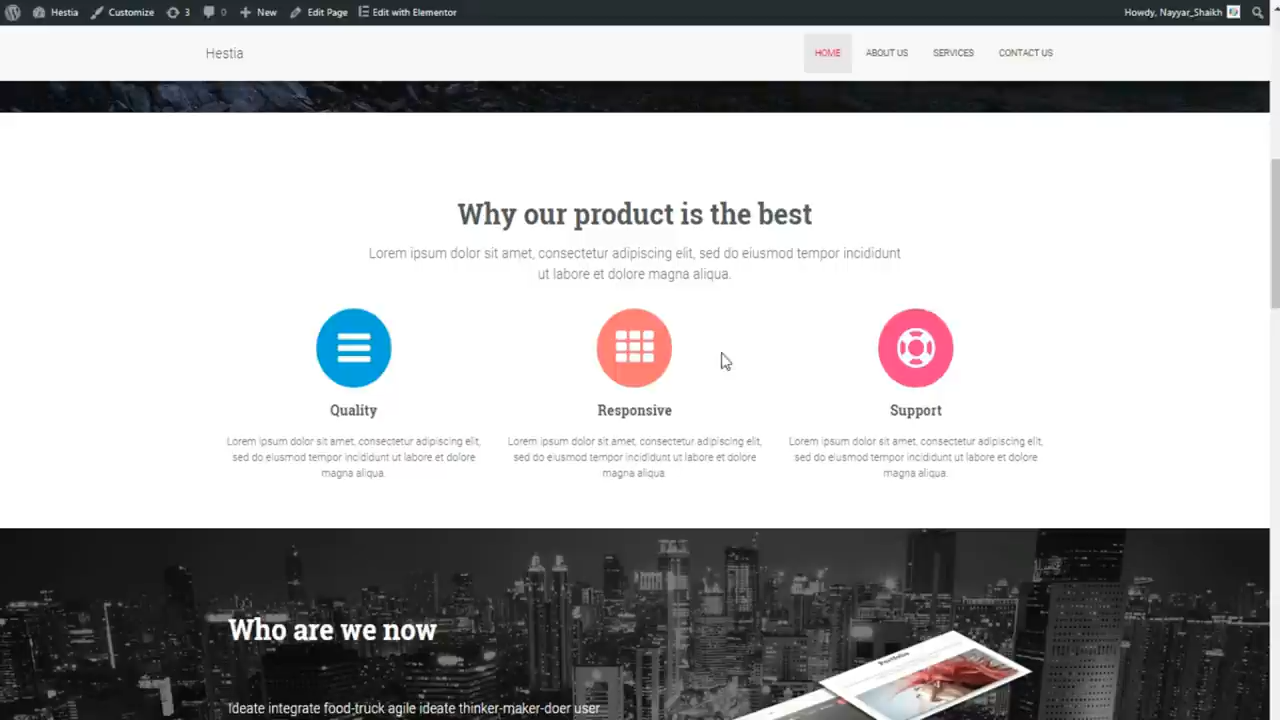 Hestia Customize 3 0 New Edit Page Edit with Elementor Howdy, Nayyar_Shaikh
Hestia HOME ABOUT US SERVICES CONTACT US
Why our product is the best
Lorem ipsum dolor sit amet, consectetur adipiscing elit, sed do eiusmod tempor incididunt
ut labore et dolore magna aliqua.
Quality
Lorem ipsum dolor sit amet, consectetur adipiscing elit,
sed do eiusmod tempor incididunt ut labore et dolore
magna aliqua.
Responsive
Lorem ipsum dolor sit amet, consectetur adipiscing elit,
sed do eiusmod tempor incididunt ut labore et dolore
magna aliqua.
Support
Lorem ipsum dolor sit amet, consectetur adipiscing elit,
sed do eiusmod tempor incididunt ut labore et dolore
magna aliqua.
Who are we now
Portfolio
Ideate integrate food-truck agile ideate thinker-maker-doer user